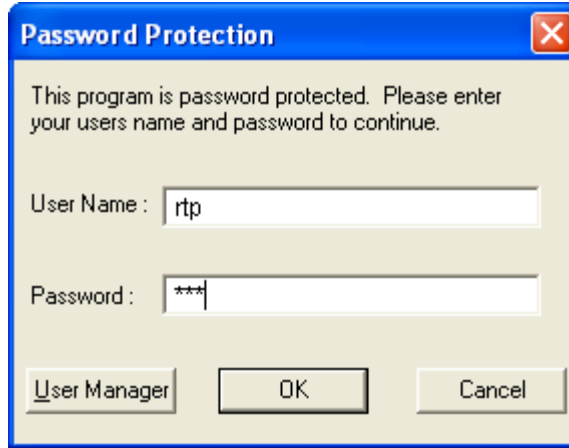 Password Protection
This program is password protected.  Please enter
your users name and password to continue.
User Name : rtp
Password : ***
User Manager OK Cancel